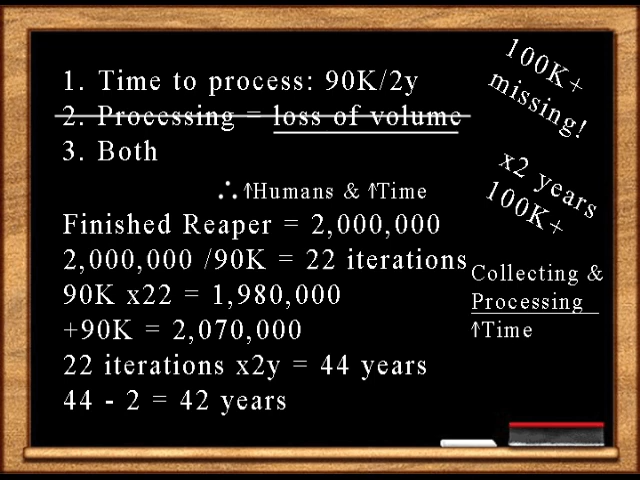 1. Time to process: 90K/2y
2. Processing = loss of volume
3. Both
∴ ↑Humans & ↑Time
Finished Reaper = 2,000,000
2,000,000 /90K = 22 iterations
90K x22 = 1,980,000
+90K = 2,070,000
22 iterations x2y = 44 years
44 - 2 = 42 years
100K+
missing!
x2 years
100K+
Collecting &
Processing
↑Time